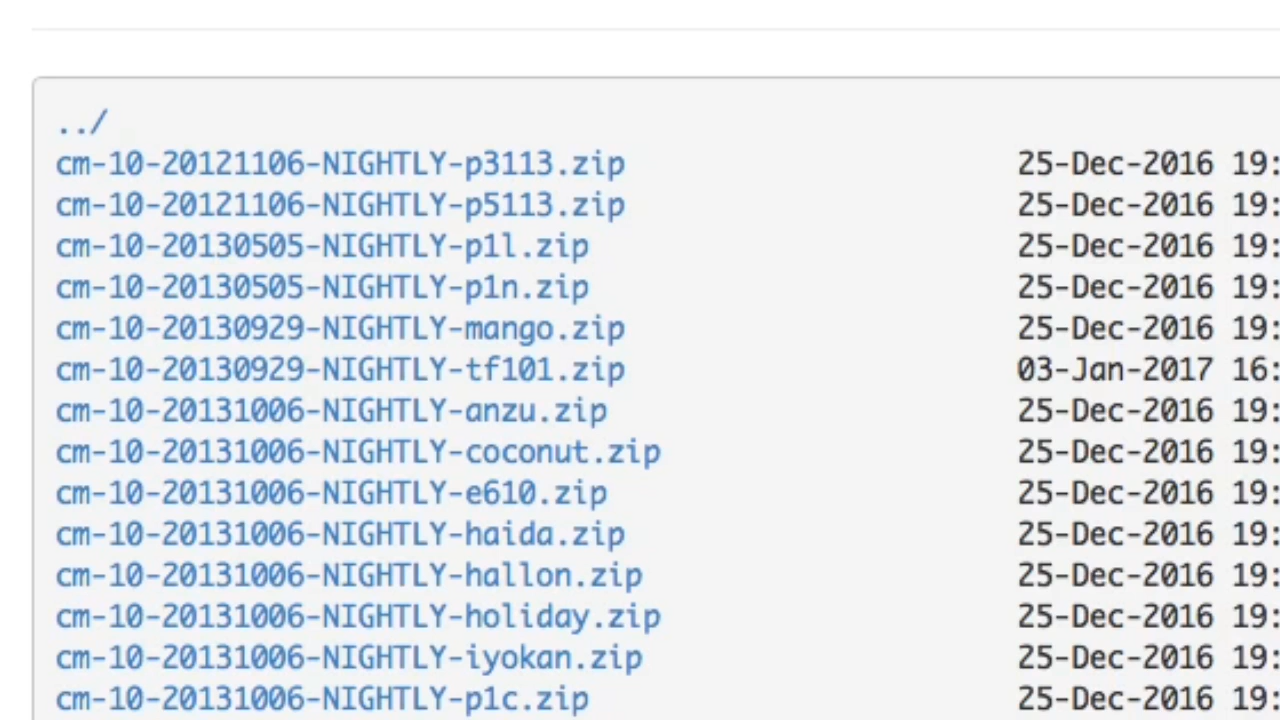 ../
cm-10-20121106-NIGHTLY-p3113.zip 25-Dec-2016 19:
cm-10-20121106-NIGHTLY-p5113.zip 25-Dec-2016 19:
cm-10-20130505-NIGHTLY-p1l.zip 25-Dec-2016 19:
cm-10-20130505-NIGHTLY-p1n.zip 25-Dec-2016 19:
cm-10-20130929-NIGHTLY-mango.zip 25-Dec-2016 19:
cm-10-20130929-NIGHTLY-tf101.zip 03-Jan-2017 16:
cm-10-20131006-NIGHTLY-anzu.zip 25-Dec-2016 19:
cm-10-20131006-NIGHTLY-coconut.zip 25-Dec-2016 19:
cm-10-20131006-NIGHTLY-e610.zip 25-Dec-2016 19:
cm-10-20131006-NIGHTLY-haida.zip 25-Dec-2016 19:
cm-10-20131006-NIGHTLY-hallon.zip 25-Dec-2016 19:
cm-10-20131006-NIGHTLY-holiday.zip 25-Dec-2016 19:
cm-10-20131006-NIGHTLY-iyokan.zip 25-Dec-2016 19:
cm-10-20131006-NIGHTLY-p1c.zip 25-Dec-2016 19: